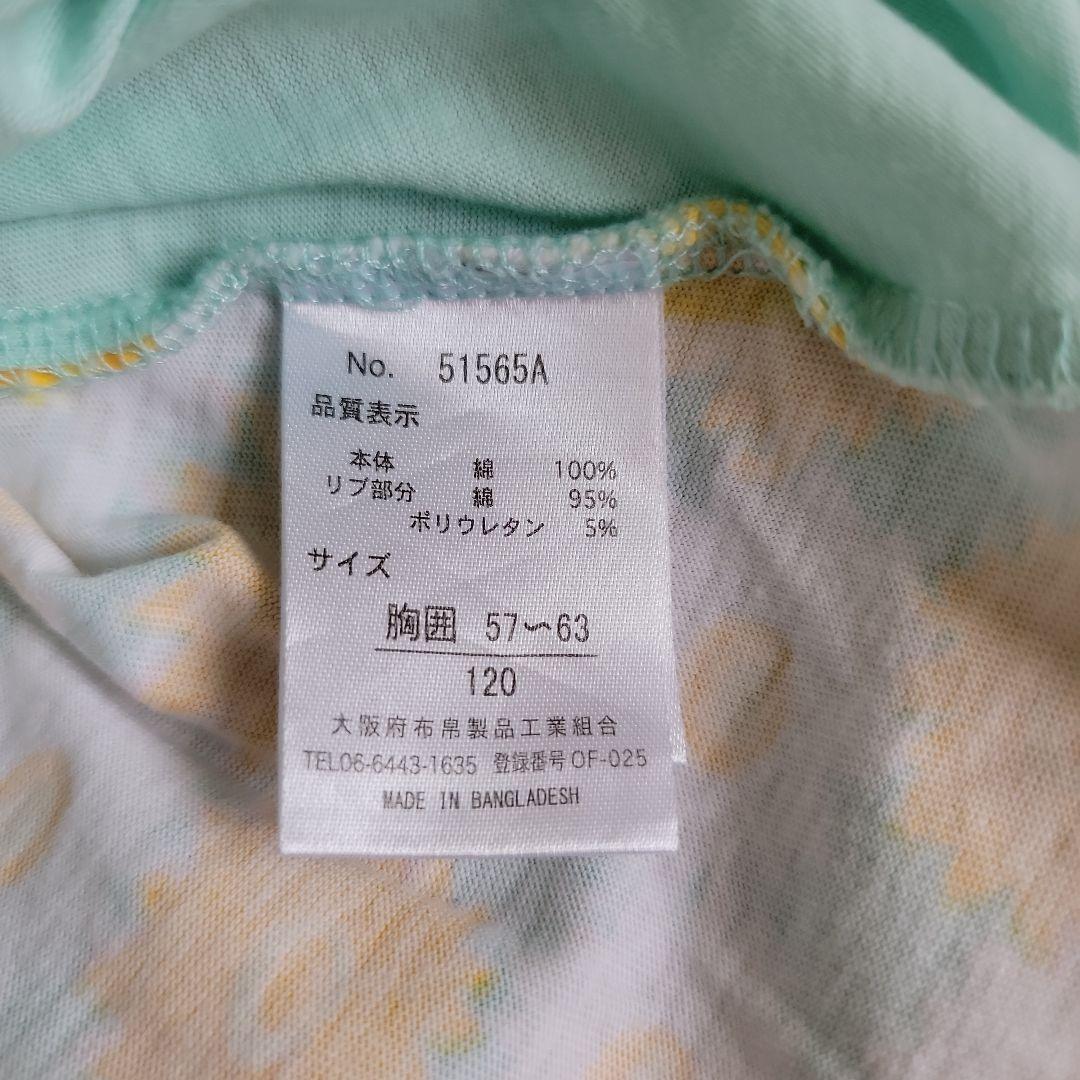 No. 51565A
品質表示
本体 綿 100%
リブ部分 綿 95%
ポリウレタン 5%
サイズ
胸囲 57〜63
120
大阪府布帛製品工業組合
TEL06-6443-1635 登録番号OF-025
MADE IN BANGLADESH